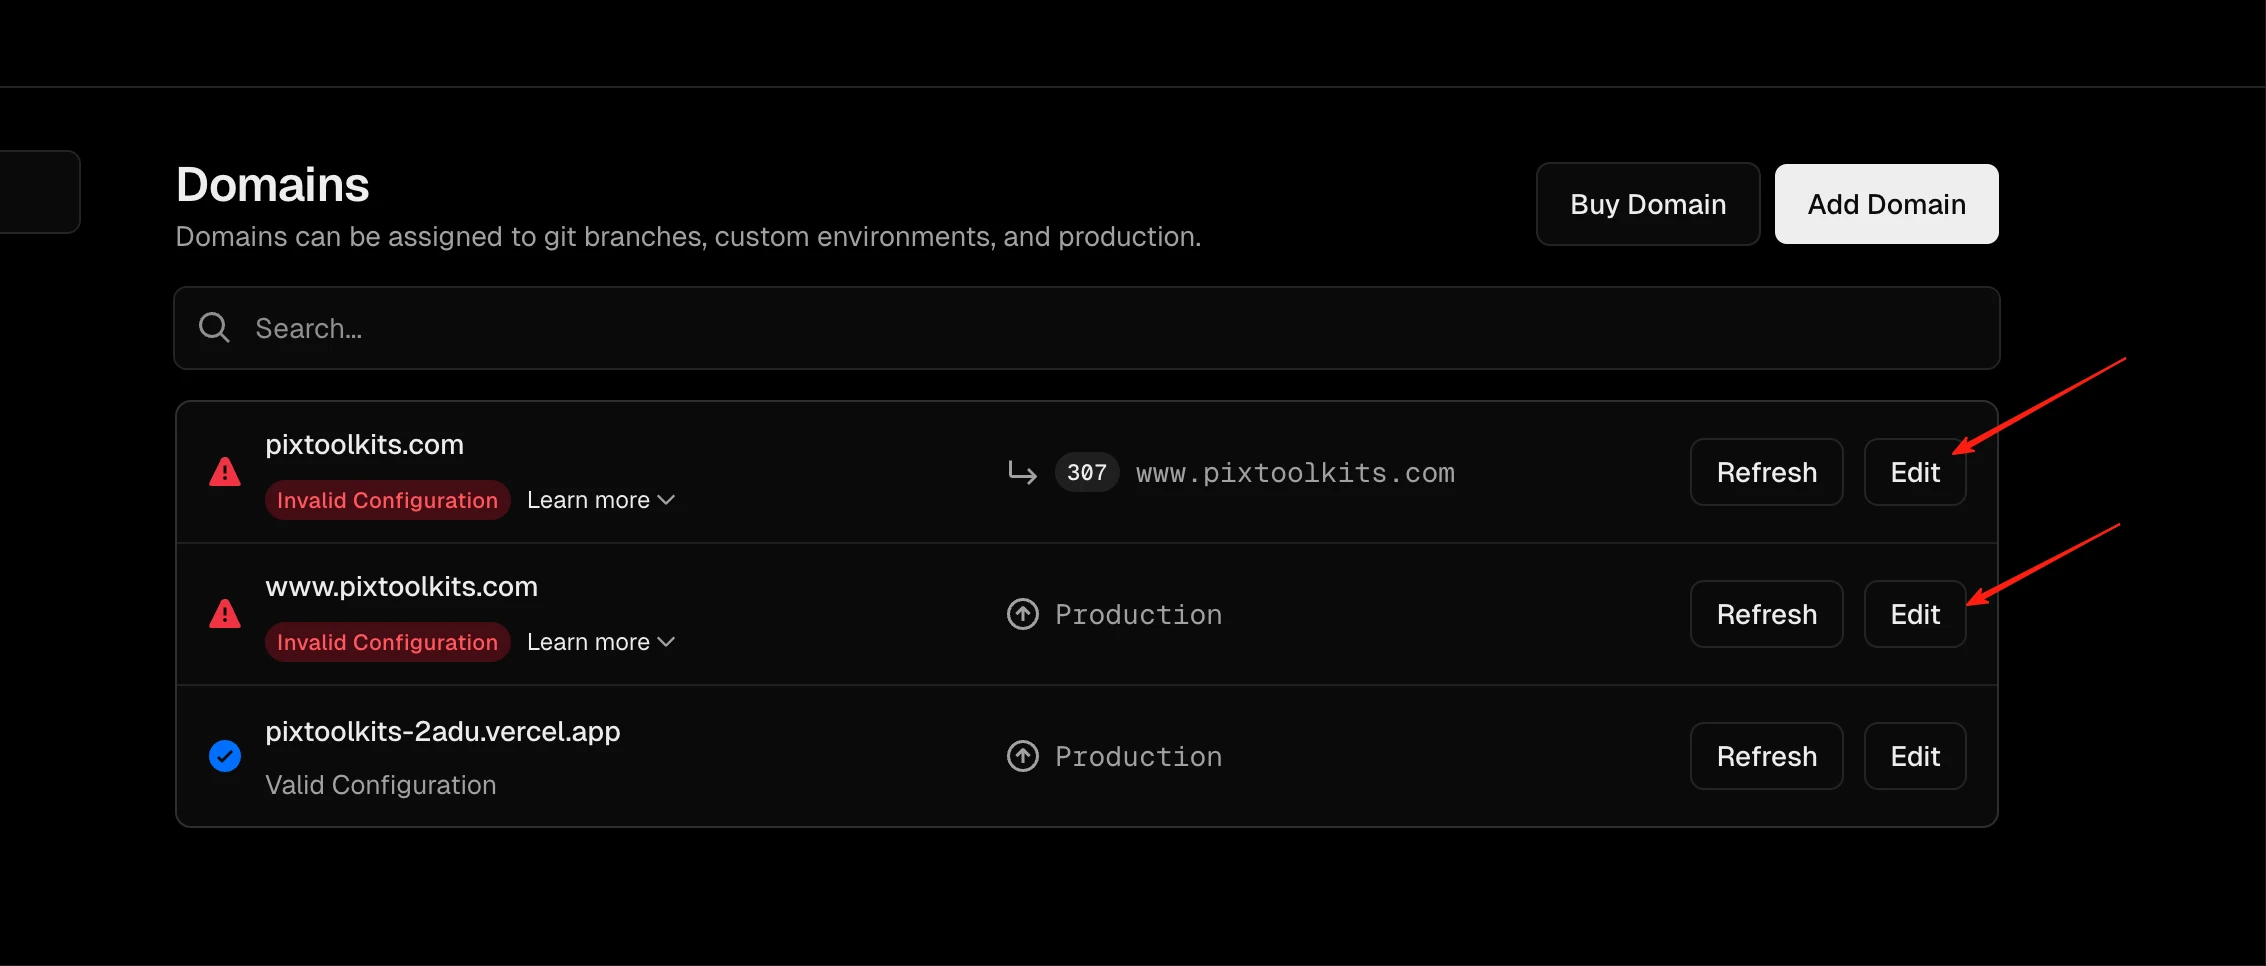 Domains
Domains can be assigned to git branches, custom environments, and production.
Buy Domain
Add Domain
Search...
pixtoolkits.com
Invalid Configuration
Learn more
307
www.pixtoolkits.com
Refresh
Edit
www.pixtoolkits.com
Invalid Configuration
Learn more
Production
Refresh
Edit
pixtoolkits-2adu.vercel.app
Valid Configuration
Production
Refresh
Edit